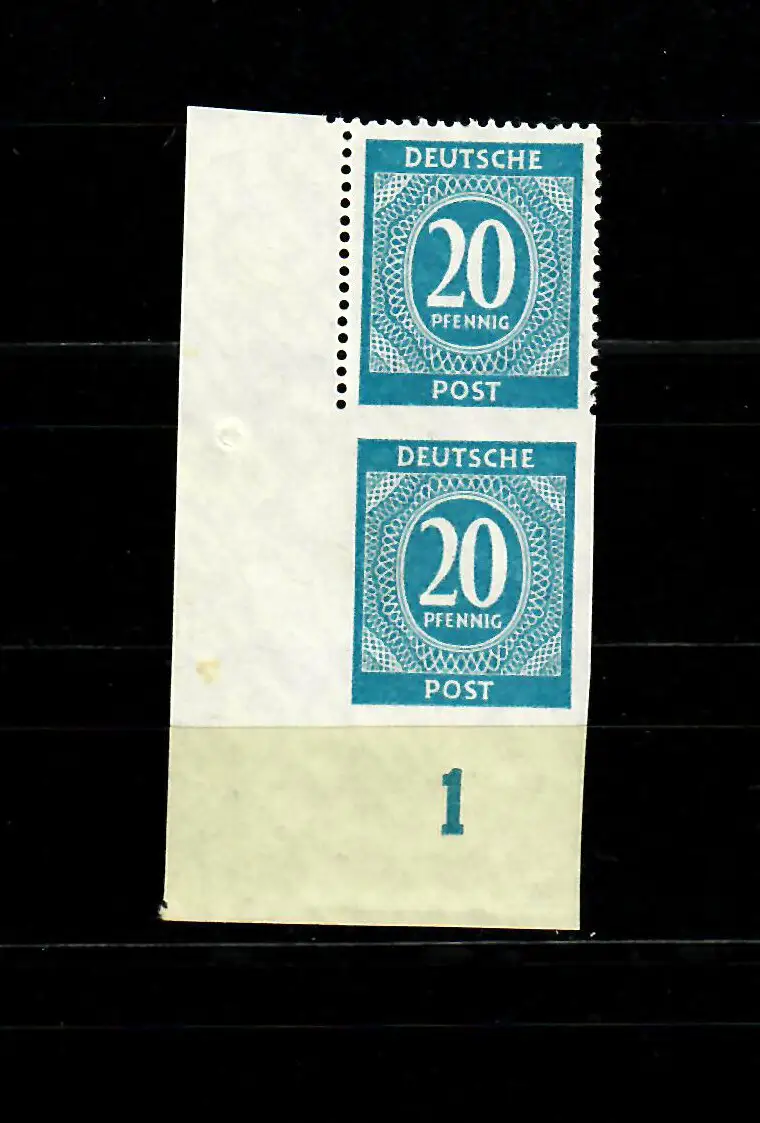 DEUTSCHE
20
PFENNIG
POST
DEUTSCHE
20
PFENNIG
POST
1